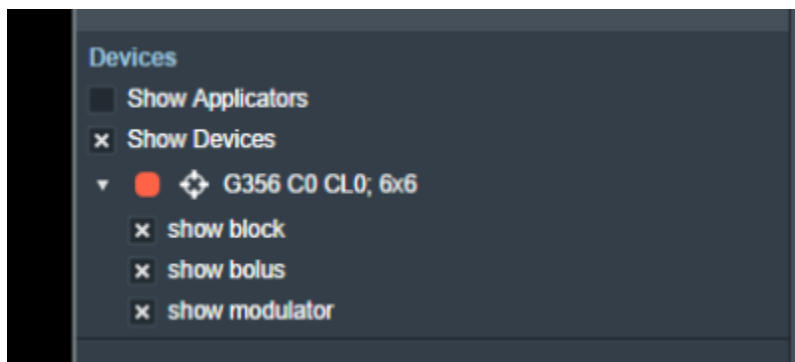 Devices
Show Applicators
Show Devices
G356 C0 CL0; 6x6
show block
show bolus
show modulator